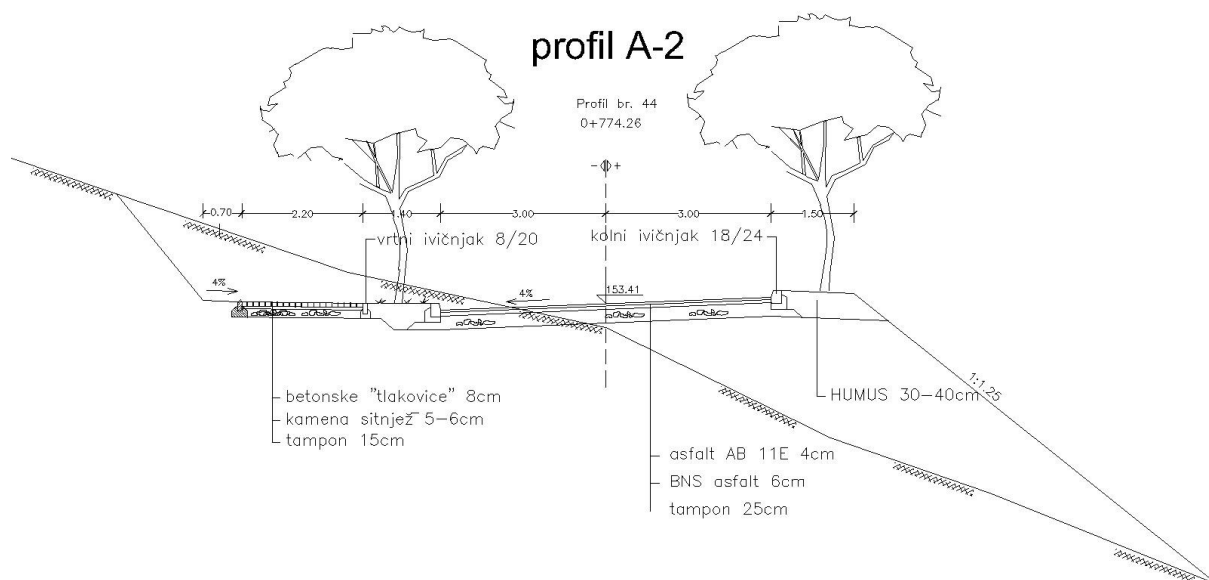 profil A-2
Profil br. 44
0+774.26
- +
0.70 2.20 1.40 3.00 3.00 1.50
vrtni ivičnjak 8/20
kolni ivičnjak 18/24
4%
4%
153.41
betonske "tlakovice" 8cm
kamena sitnjež 5-6cm
tampon 15cm
HUMUS 30-40cm
1:1.25
asfalt AB 11E 4cm
BNS asfalt 6cm
tampon 25cm